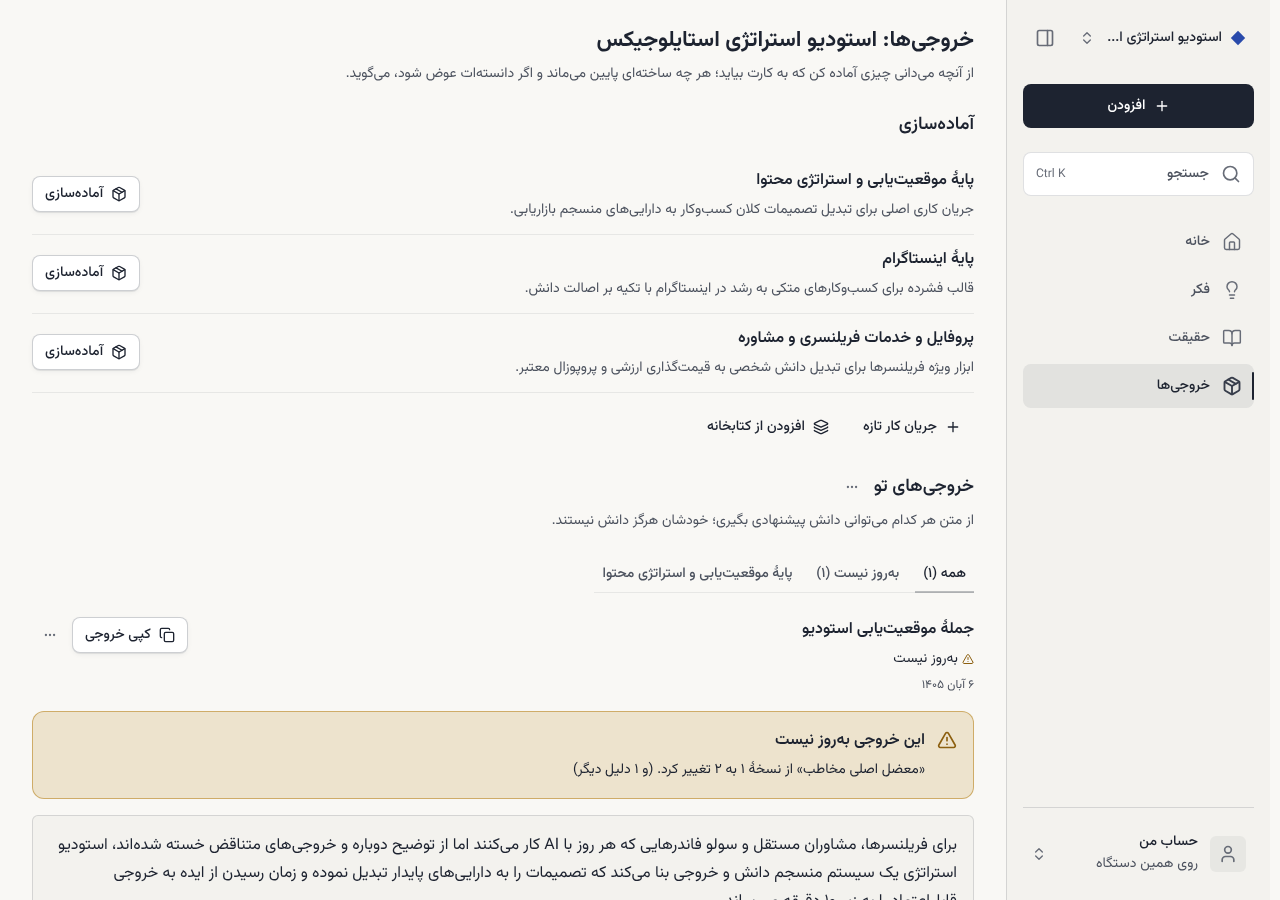 استودیو استراتژی ا...
افزودن
جستجو
Ctrl K
خانه
فکر
حقیقت
خروجی‌ها
حساب من
روی همین دستگاه
خروجی‌ها: استودیو استراتژی استایلوجیکس
از آنچه می‌دانی چیزی آماده کن که به کارت بیاید؛ هر چه ساخته‌ای پایین می‌ماند و اگر دانسته‌ات عوض شود، می‌گوید.
آماده‌سازی
پایهٔ موقعیت‌یابی و استراتژی محتوا
جریان کاری اصلی برای تبدیل تصمیمات کلان کسب‌وکار به دارایی‌های منسجم بازاریابی.
آماده‌سازی
پایهٔ اینستاگرام
قالب فشرده برای کسب‌وکارهای متکی به رشد در اینستاگرام با تکیه بر اصالت دانش.
آماده‌سازی
پروفایل و خدمات فریلنسری و مشاوره
ابزار ویژه فریلنسرها برای تبدیل دانش شخصی به قیمت‌گذاری ارزشی و پروپوزال معتبر.
آماده‌سازی
جریان کار تازه
افزودن از کتابخانه
خروجی‌های تو
از متن هر کدام می‌توانی دانش پیشنهادی بگیری؛ خودشان هرگز دانش نیستند.
همه (۱)
به‌روز نیست (۱)
پایهٔ موقعیت‌یابی و استراتژی محتوا
جملهٔ موقعیت‌یابی استودیو
کپی خروجی
به‌روز نیست
۶ آبان ۱۴۰۵
این خروجی به‌روز نیست
«معضل اصلی مخاطب» از نسخهٔ ۱ به ۲ تغییر کرد. (و ۱ دلیل دیگر)
برای فریلنسرها، مشاوران مستقل و سولو فاندرهایی که هر روز با AI کار می‌کنند اما از توضیح دوباره و خروجی‌های متناقض خسته شده‌اند، استودیو
استراتژی یک سیستم منسجم دانش و خروجی بنا می‌کند که تصمیمات را به دارایی‌های پایدار تبدیل نموده و زمان رسیدن از ایده به خروجی